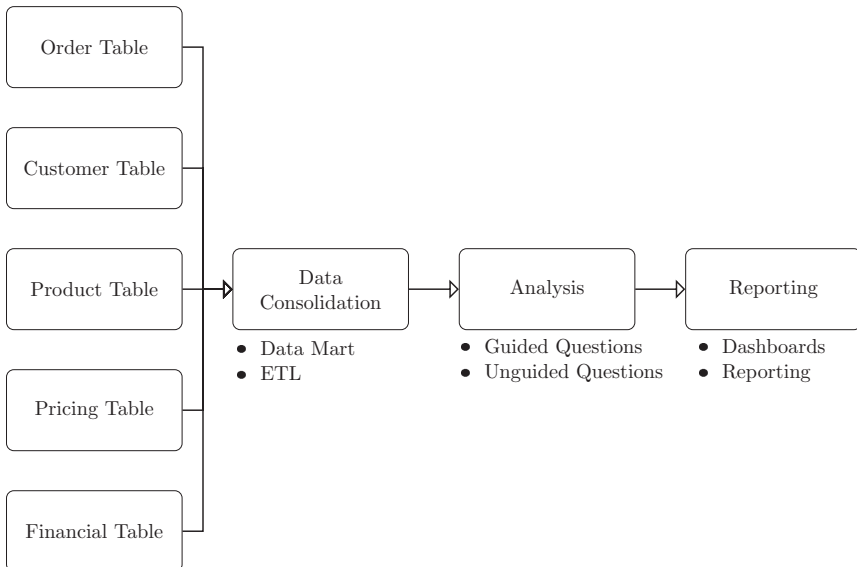 Order Table
Customer Table
Product Table
Pricing Table
Financial Table
Data
Consolidation
• Data Mart
• ETL
Analysis
• Guided Questions
• Unguided Questions
Reporting
• Dashboards
• Reporting